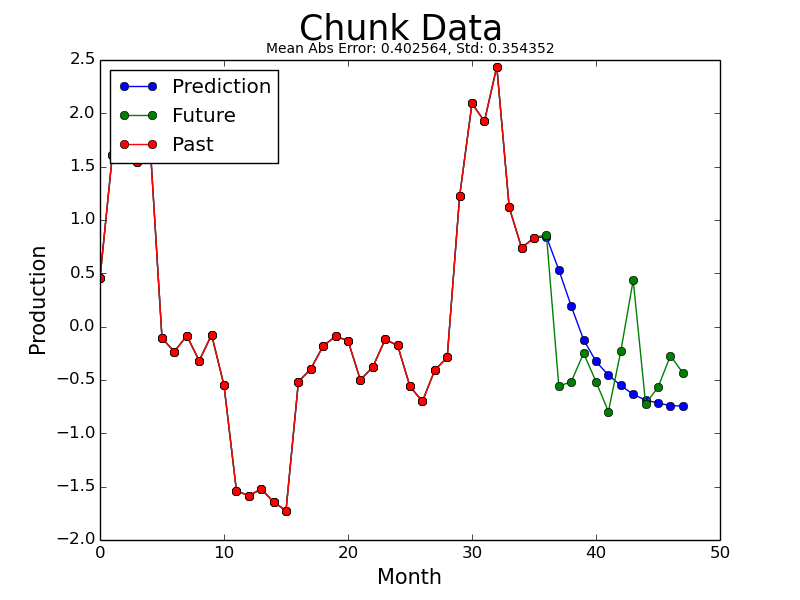 Chunk Data
Mean Abs Error: 0.402564, Std: 0.354352
Prediction
Future
Past
2.5
2.0
1.5
1.0
0.5
0.0
−0.5
−1.0
−1.5
−2.0
Production
0 10 20 30 40 50
Month